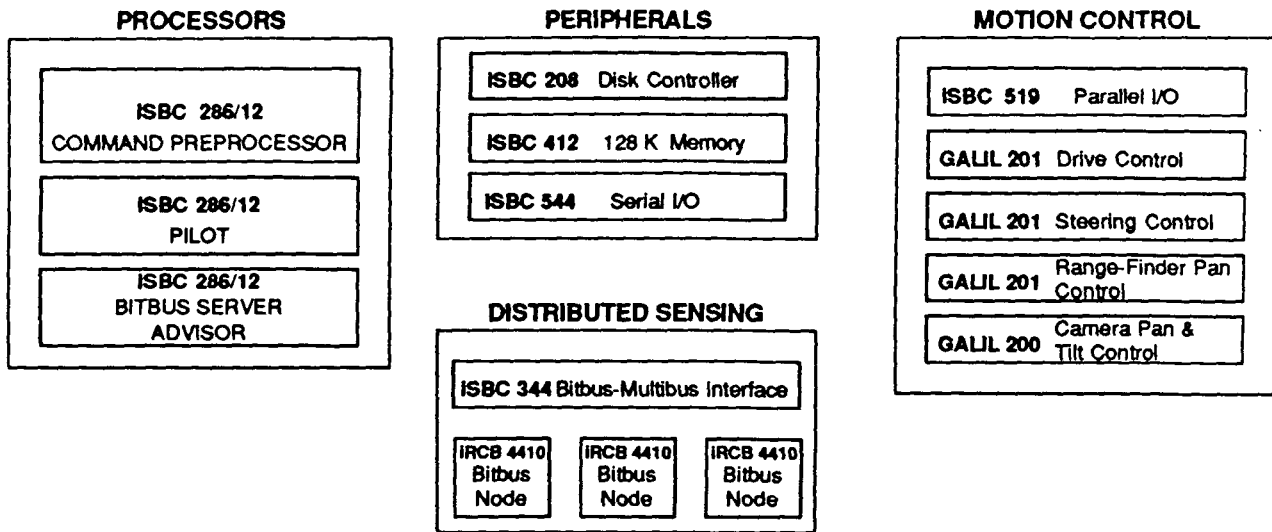 PROCESSORS
ISBC 286/12
COMMAND PREPROCESSOR
ISBC 286/12
PILOT
ISBC 286/12
BITBUS SERVER
ADVISOR
PERIPHERALS
ISBC 208 Disk Controller
ISBC 412 128 K Memory
ISBC 544 Serial I/O
DISTRIBUTED SENSING
ISBC 344 Bitbus-Multibus Interface
iRCB 4410
Bitbus
Node
iRCB 4410
Bitbus
Node
iRCB 4410
Bitbus
Node
MOTION CONTROL
ISBC 519 Parallel I/O
GALIL 201 Drive Control
GALIL 201 Steering Control
GALIL 201 Range-Finder Pan
Control
GALIL 200 Camera Pan &
Tilt Control